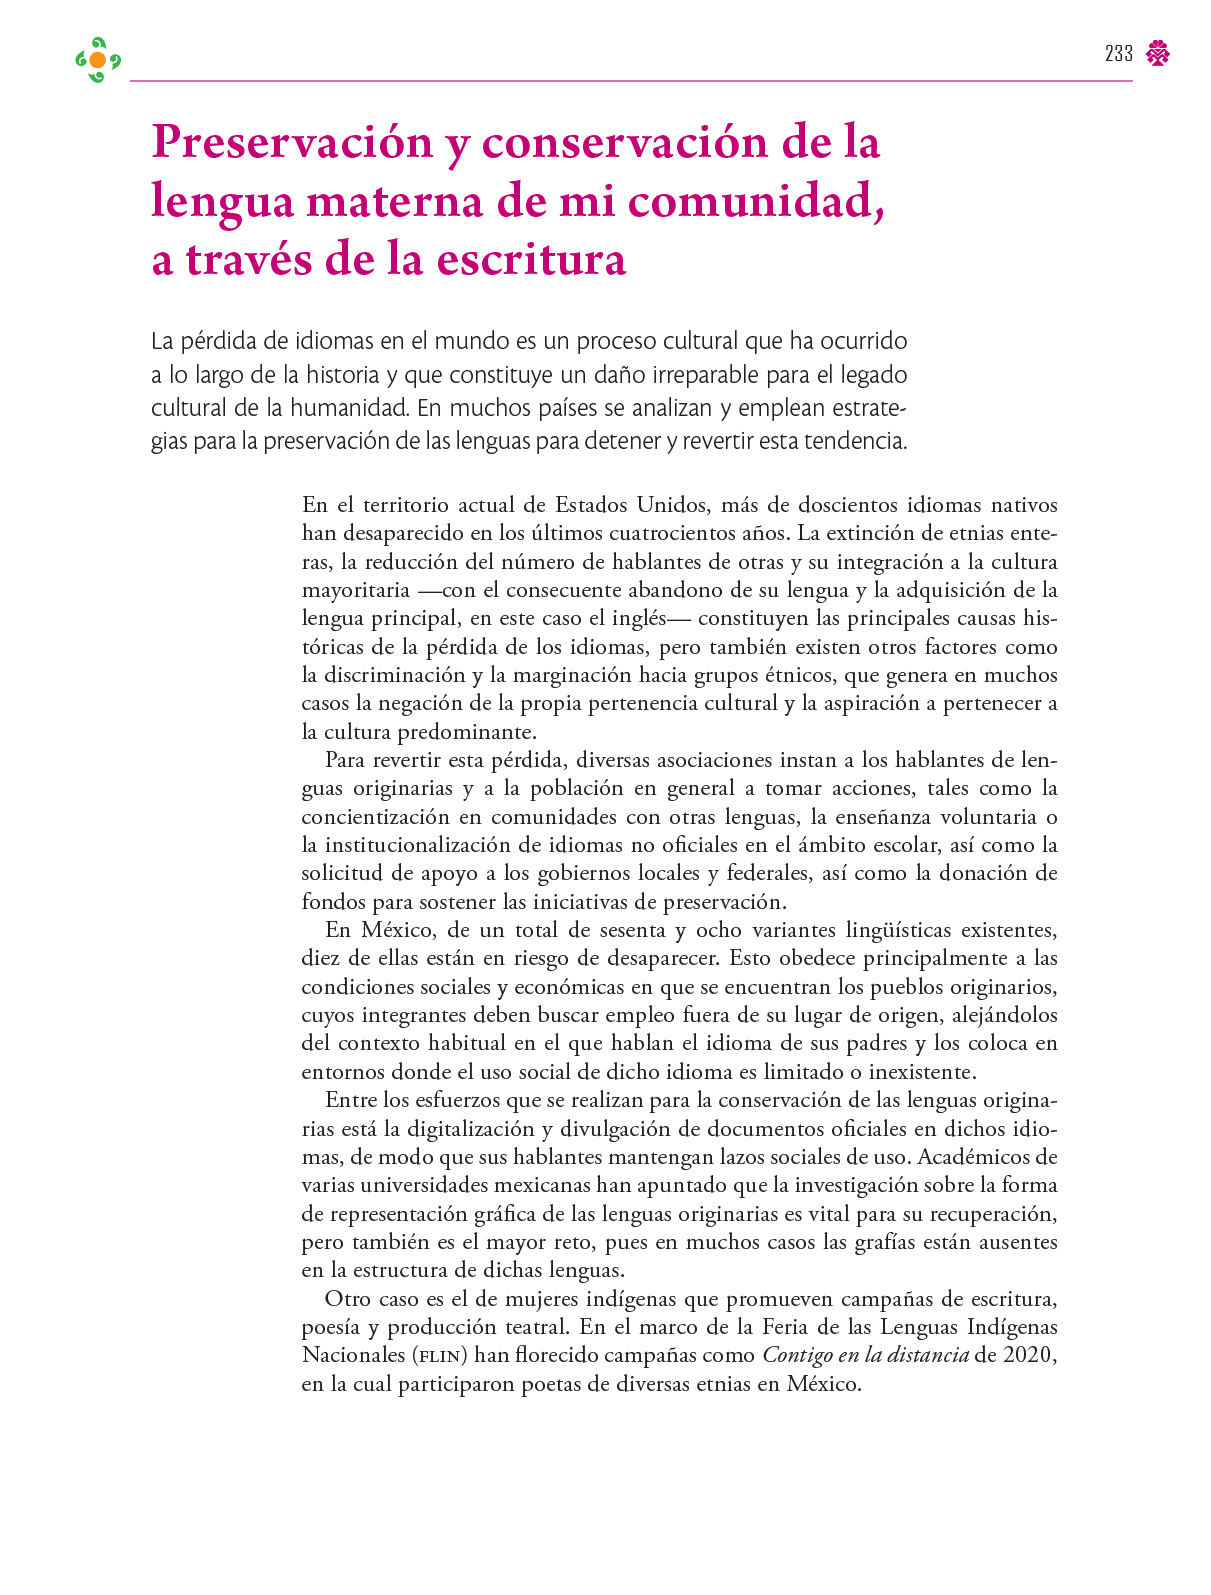 233
Preservación y conservación de la
lengua materna de mi comunidad,
a través de la escritura
La pérdida de idiomas en el mundo es un proceso cultural que ha ocurrido
a lo largo de la historia y que constituye un daño irreparable para el legado
cultural de la humanidad. En muchos países se analizan y emplean estrate-
gias para la preservación de las lenguas para detener y revertir esta tendencia.
En el territorio actual de Estados Unidos, más de doscientos idiomas nativos
han desaparecido en los últimos cuatrocientos años. La extinción de etnias ente-
ras, la reducción del número de hablantes de otras y su integración a la cultura
mayoritaria —con el consecuente abandono de su lengua y la adquisición de la
lengua principal, en este caso el inglés— constituyen las principales causas his-
tóricas de la pérdida de los idiomas, pero también existen otros factores como
la discriminación y la marginación hacia grupos étnicos, que genera en muchos
casos la negación de la propia pertenencia cultural y la aspiración a pertenecer a
la cultura predominante.
Para revertir esta pérdida, diversas asociaciones instan a los hablantes de len-
guas originarias y a la población en general a tomar acciones, tales como la
concientización en comunidades con otras lenguas, la enseñanza voluntaria o
la institucionalización de idiomas no oficiales en el ámbito escolar, así como la
solicitud de apoyo a los gobiernos locales y federales, así como la donación de
fondos para sostener las iniciativas de preservación.
En México, de un total de sesenta y ocho variantes lingüísticas existentes,
diez de ellas están en riesgo de desaparecer. Esto obedece principalmente a las
condiciones sociales y económicas en que se encuentran los pueblos originarios,
cuyos integrantes deben buscar empleo fuera de su lugar de origen, alejándolos
del contexto habitual en el que hablan el idioma de sus padres y los coloca en
entornos donde el uso social de dicho idioma es limitado o inexistente.
Entre los esfuerzos que se realizan para la conservación de las lenguas origina-
rias está la digitalización y divulgación de documentos oficiales en dichos idio-
mas, de modo que sus hablantes mantengan lazos sociales de uso. Académicos de
varias universidades mexicanas han apuntado que la investigación sobre la forma
de representación gráfica de las lenguas originarias es vital para su recuperación,
pero también es el mayor reto, pues en muchos casos las grafías están ausentes
en la estructura de dichas lenguas.
Otro caso es el de mujeres indígenas que promueven campañas de escritura,
poesía y producción teatral. En el marco de la Feria de las Lenguas Indígenas
Nacionales (FLIN) han florecido campañas como Contigo en la distancia de 2020,
en la cual participaron poetas de diversas etnias en México.